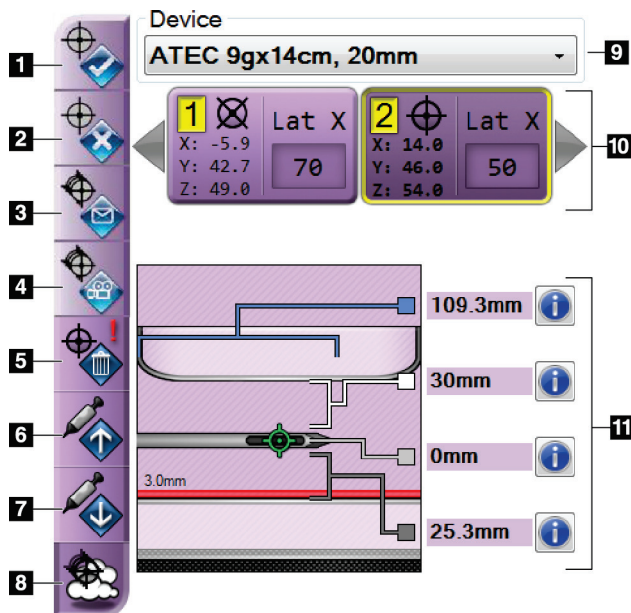 Device
1
ATEC 9gx14cm, 20mm
9
2
1 Lat X
X: -5.9
Y: 42.7
Z: 49.0
70
2 Lat X
X: 14.0
Y: 46.0
Z: 54.0
50
10
3
4
109.3mm
5
!
30mm
6
11
0mm
7
3.0mm
25.3mm
8